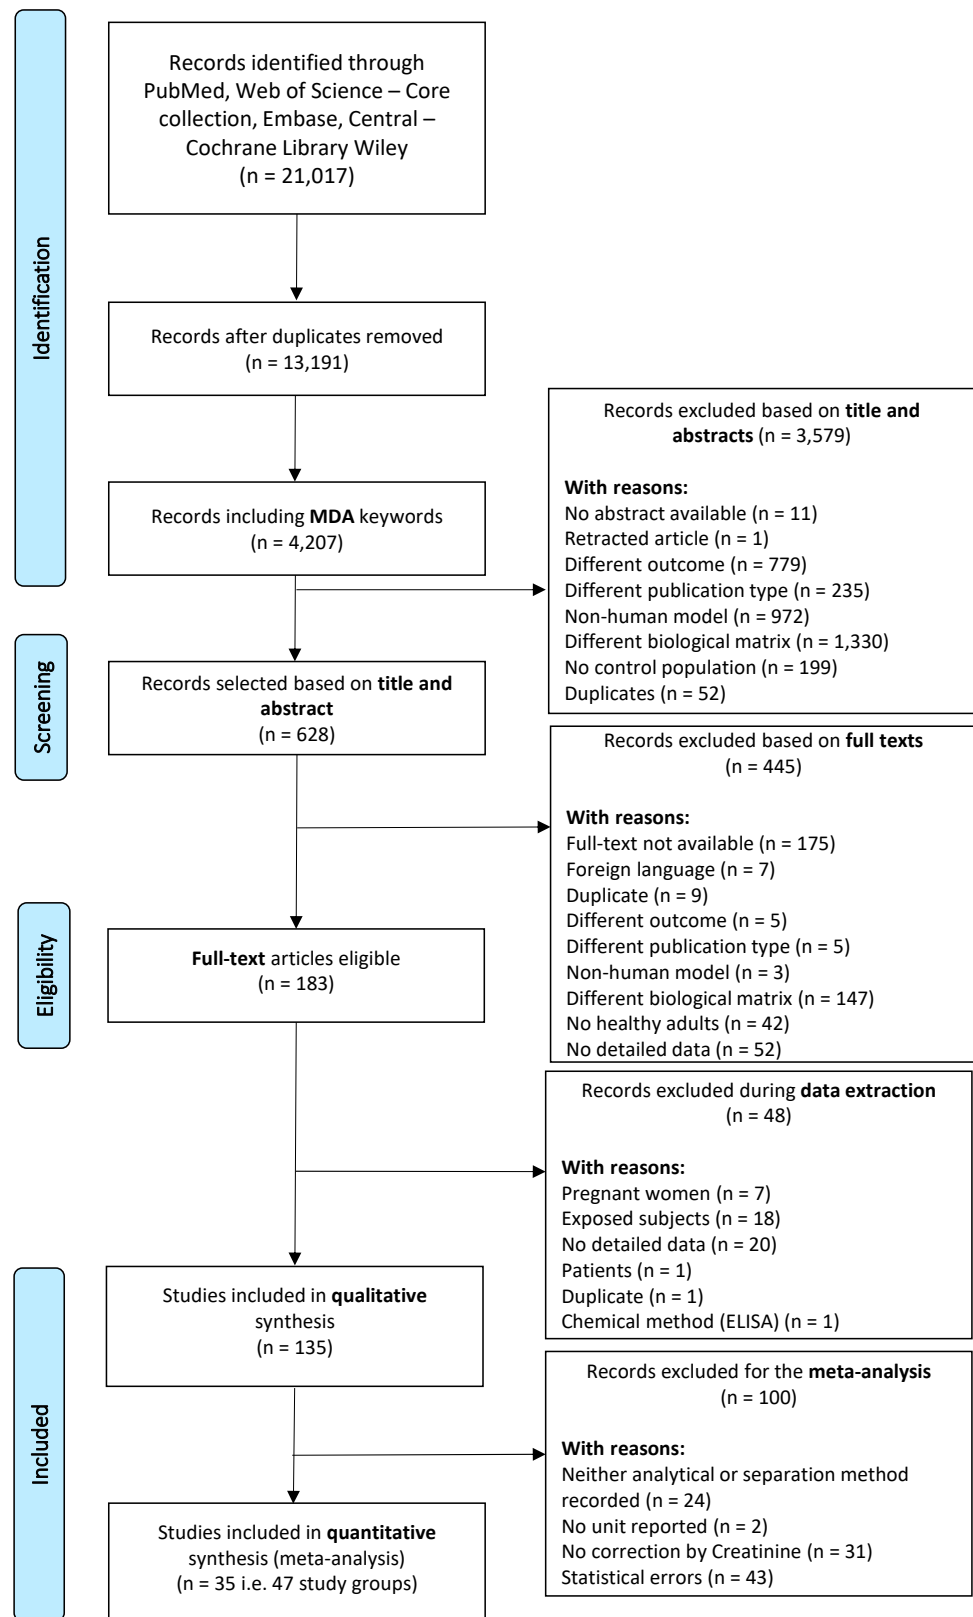 Identification
Records identified through
PubMed, Web of Science – Core
collection, Embase, Central –
Cochrane Library Wiley
(n = 21,017)
Records after duplicates removed
(n = 13,191)
Records including MDA keywords
(n = 4,207)
Records excluded based on title and
abstracts (n = 3,579)
With reasons:
No abstract available (n = 11)
Retracted article (n = 1)
Different outcome (n = 779)
Different publication type (n = 235)
Non-human model (n = 972)
Different biological matrix (n = 1,330)
No control population (n = 199)
Duplicates (n = 52)
Screening
Records selected based on title and
abstract
(n = 628)
Records excluded based on full texts
(n = 445)
With reasons:
Full-text not available (n = 175)
Foreign language (n = 7)
Duplicate (n = 9)
Different outcome (n = 5)
Different publication type (n = 5)
Non-human model (n = 3)
Different biological matrix (n = 147)
No healthy adults (n = 42)
No detailed data (n = 52)
Eligibility
Full-text articles eligible
(n = 183)
Records excluded during data extraction
(n = 48)
With reasons:
Pregnant women (n = 7)
Exposed subjects (n = 18)
No detailed data (n = 20)
Patients (n = 1)
Duplicate (n = 1)
Chemical method (ELISA) (n = 1)
Included
Studies included in qualitative
synthesis
(n = 135)
Records excluded for the meta-analysis
(n = 100)
With reasons:
Neither analytical or separation method
recorded (n = 24)
No unit reported (n = 2)
No correction by Creatinine (n = 31)
Statistical errors (n = 43)
Studies included in quantitative
synthesis (meta-analysis)
(n = 35 i.e. 47 study groups)